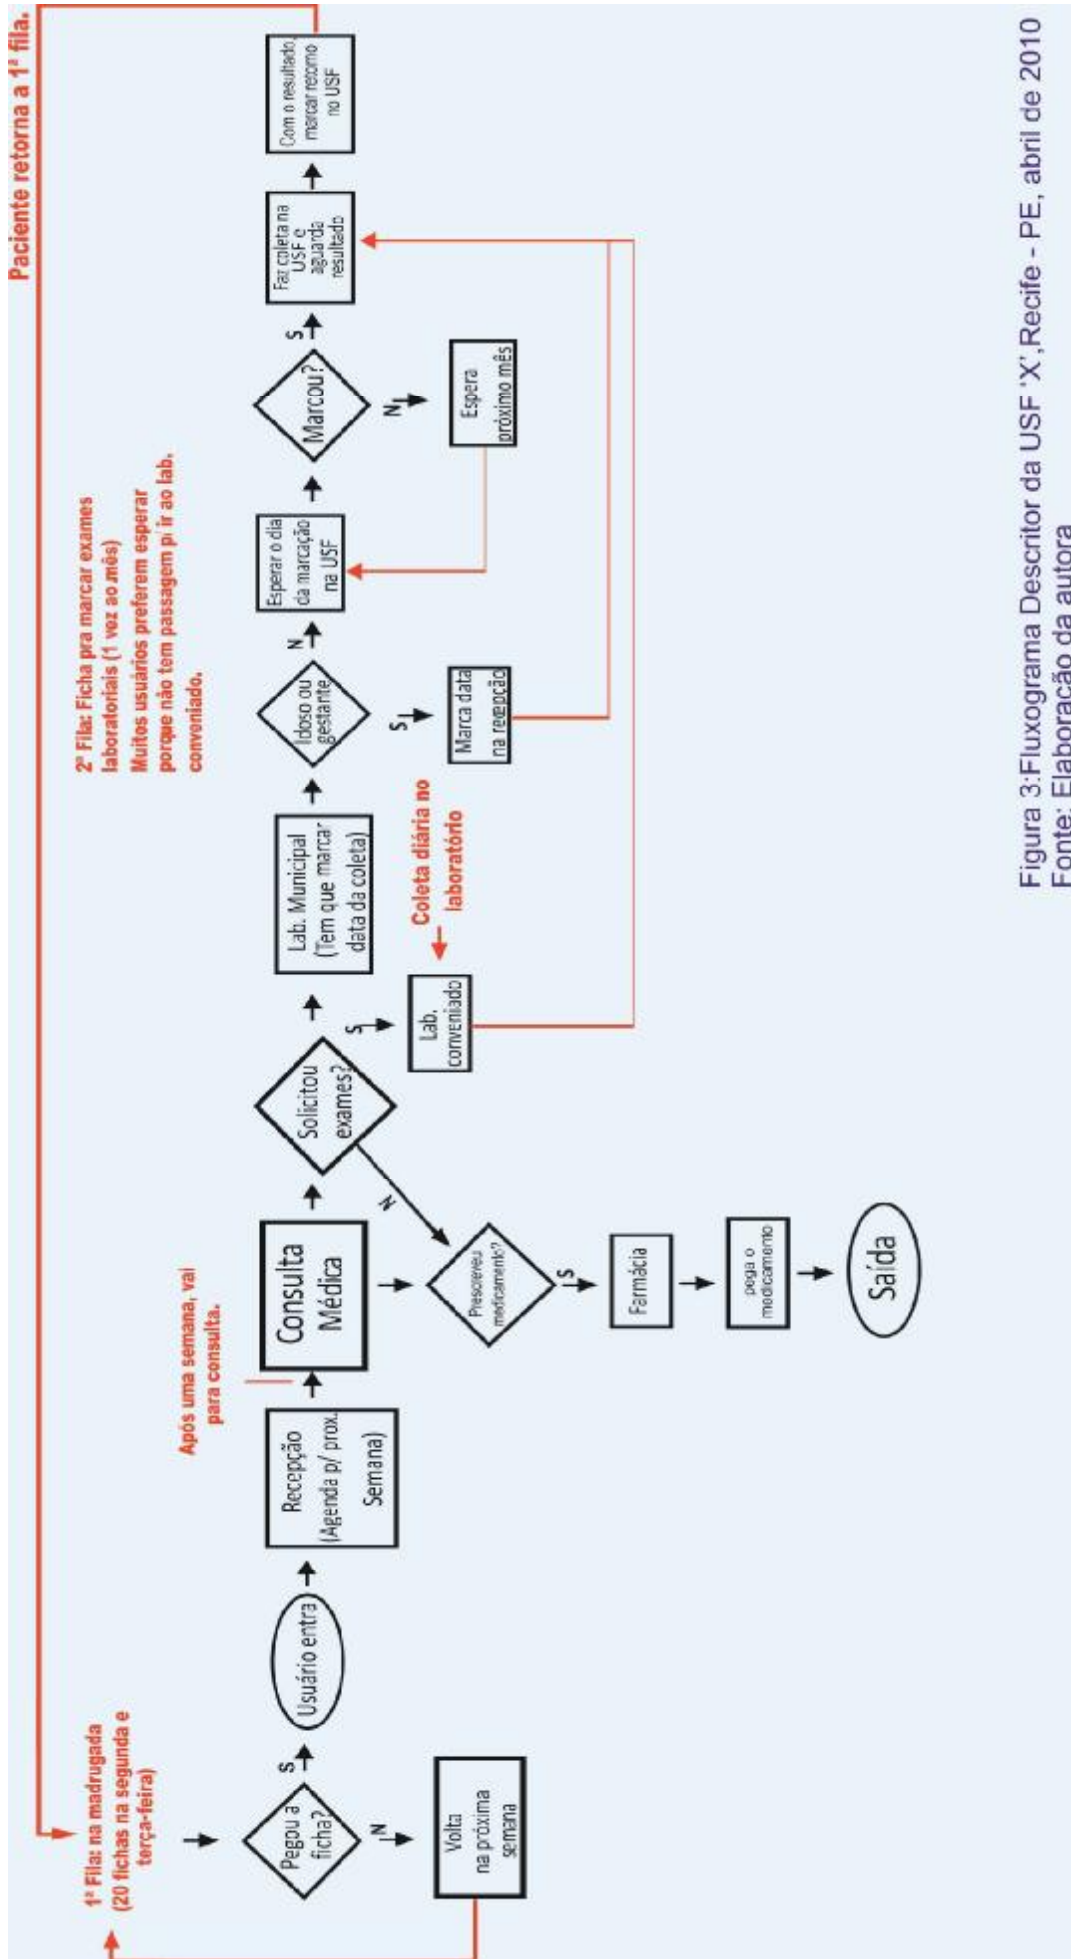 Paciente retorna a 1ª fila.
1ª Fila: na madrugada
(20 fichas na segunda e
terça-feira)
Pegou a
ficha?
S
N
Volta
na próxima
semana
Usuário entra
Recepção
(Agenda p/ prox.
Semana)
Após uma semana, vai
para consulta.
Consulta
Médica
Solicitou
exames?
N
S
Prescreveu
medicamento?
S
Farmácia
pega o
medicamento
Saída
Lab.
conveniado
Coleta diária no
laboratório
Lab. Municipal
(Tem que marcar
data da coleta)
Idoso ou
gestante
N
S
Marca data
na recepção
2ª Fila: Ficha pra marcar exames
laboratoriais (1 voz ao mês)
Muitos usuários preferem esperar
porque não tem passagem p/ ir ao lab.
conveniado.
Esperar o dia
da marcação
na USF
Marcou?
S
N
Espera
próximo mês
Faz coleta na
USF e
aguarda
resultado
Com o resultado,
marcar retorno
no USF
Figura 3:Fluxograma Descritor da USF 'X',Recife - PE, abril de 2010
Fonte: Elaboração da autora